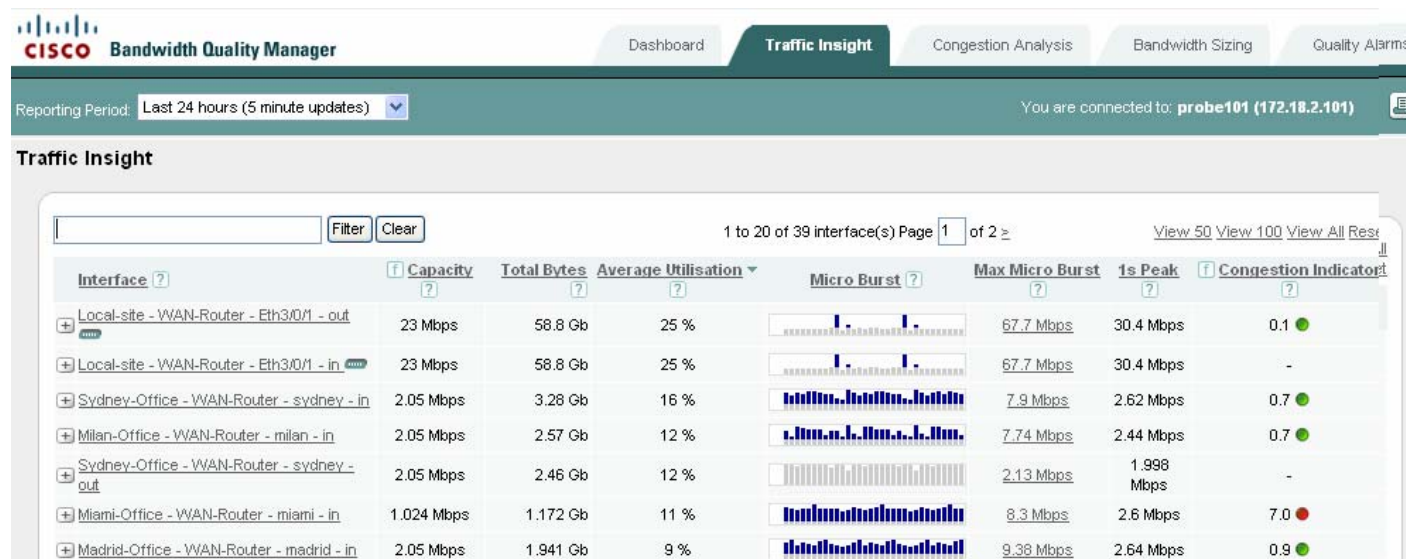 CISCO Bandwidth Quality Manager
Dashboard Traffic Insight Congestion Analysis Bandwidth Sizing Quality Alarms
Reporting Period: Last 24 hours (5 minute updates) You are connected to: probe101 (172.18.2.101)
Traffic Insight
Filter Clear 1 to 20 of 39 interface(s) Page 1 of 2 > View 50 View 100 View All Rese
Interface ? f Capacity ? Total Bytes ? Average Utilisation ? Micro Burst ? Max Micro Burst ? 1s Peak ? f Congestion Indicator ?
Local-site - WAN-Router - Eth3/0/1 - out 23 Mbps 58.8 Gb 25 % 67.7 Mbps 30.4 Mbps 0.1
Local-site - WAN-Router - Eth3/0/1 - in 23 Mbps 58.8 Gb 25 % 67.7 Mbps 30.4 Mbps -
Sydney-Office - WAN-Router - sydney - in 2.05 Mbps 3.28 Gb 16 % 7.9 Mbps 2.62 Mbps 0.7
Milan-Office - WAN-Router - milan - in 2.05 Mbps 2.57 Gb 12 % 7.74 Mbps 2.44 Mbps 0.7
Sydney-Office - WAN-Router - sydney - out 2.05 Mbps 2.46 Gb 12 % 2.13 Mbps 1.998 Mbps -
Miami-Office - WAN-Router - miami - in 1.024 Mbps 1.172 Gb 11 % 8.3 Mbps 2.6 Mbps 7.0
Madrid-Office - WAN-Router - madrid - in 2.05 Mbps 1.941 Gb 9 % 9.38 Mbps 2.64 Mbps 0.9